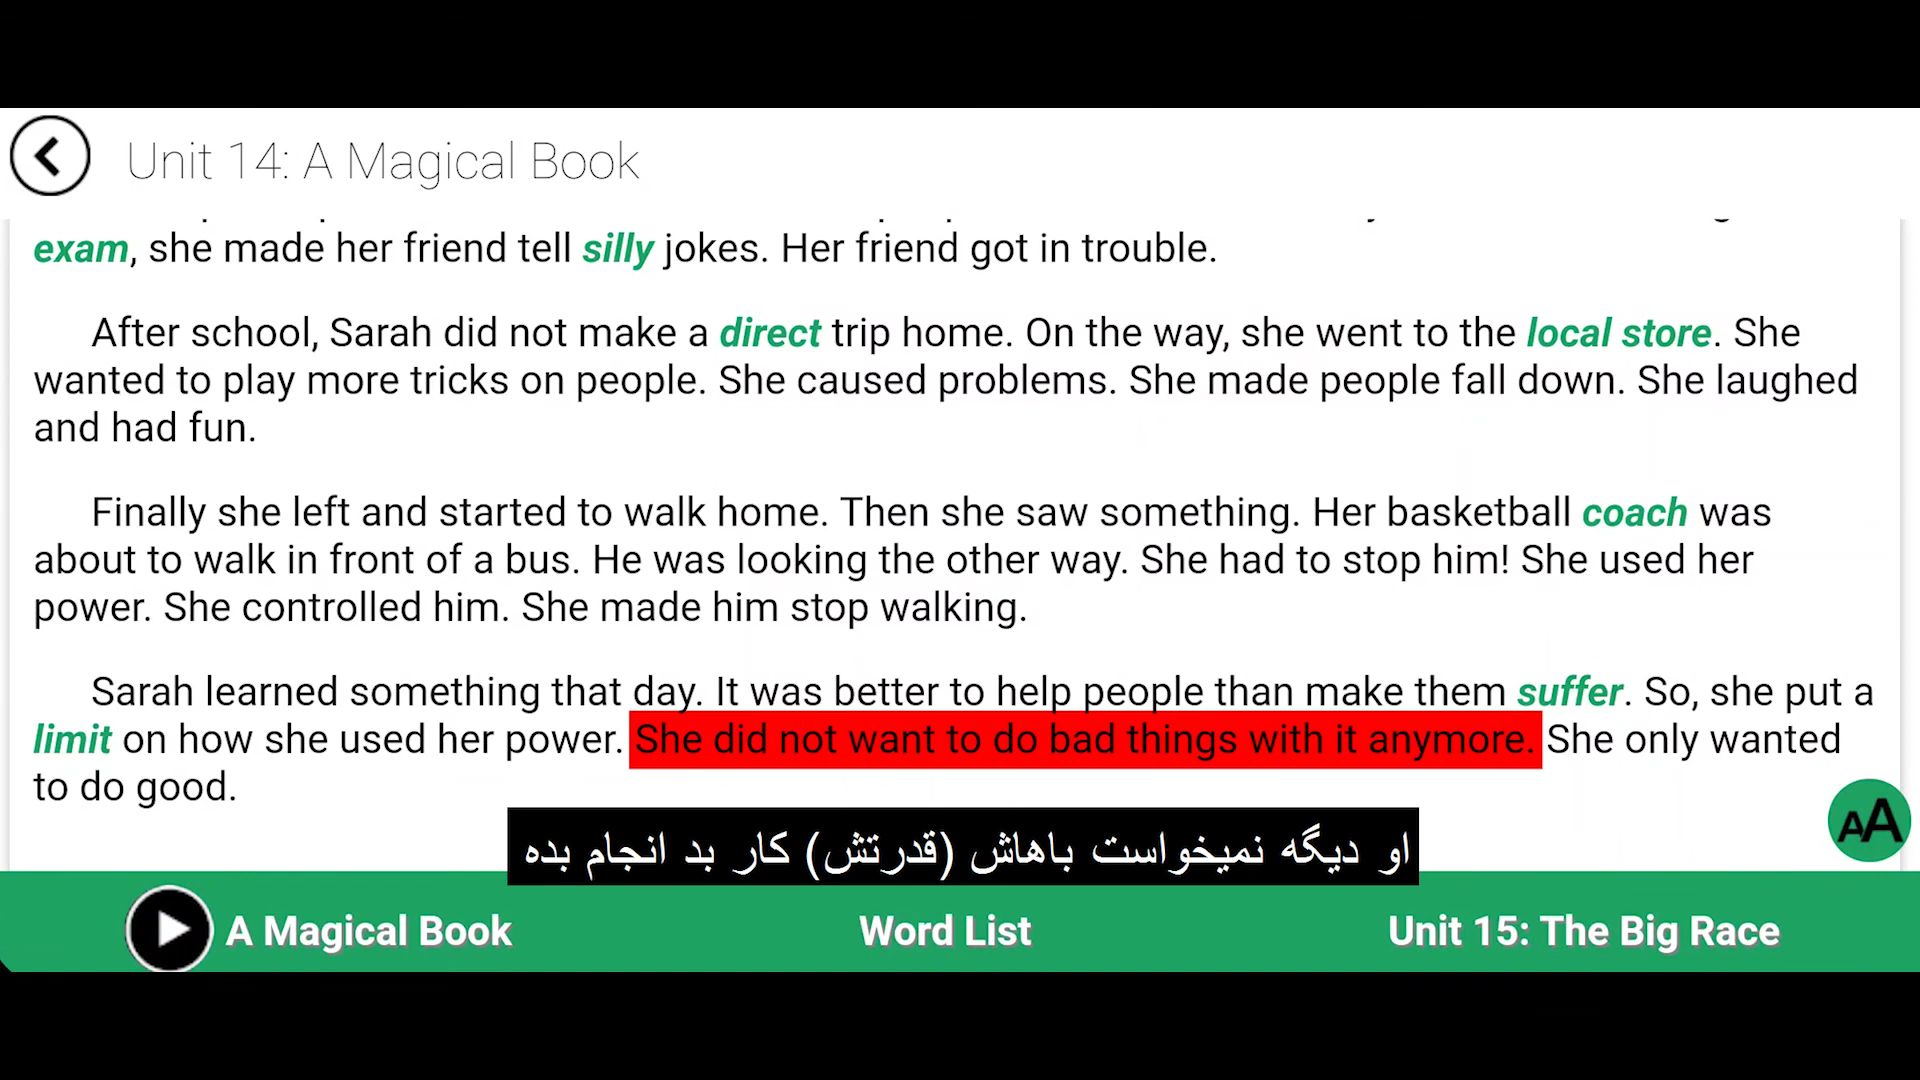 Unit 14: A Magical Book
exam, she made her friend tell silly jokes. Her friend got in trouble.
After school, Sarah did not make a direct trip home. On the way, she went to the local store. She
wanted to play more tricks on people. She caused problems. She made people fall down. She laughed
and had fun.
Finally she left and started to walk home. Then she saw something. Her basketball coach was
about to walk in front of a bus. He was looking the other way. She had to stop him! She used her
power. She controlled him. She made him stop walking.
Sarah learned something that day. It was better to help people than make them suffer. So, she put a
limit on how she used her power. She did not want to do bad things with it anymore. She only wanted
to do good.
AA
او دیگه نمیخواست باهاش (قدرتش) کار بد انجام بده
A Magical Book
Word List
Unit 15: The Big Race